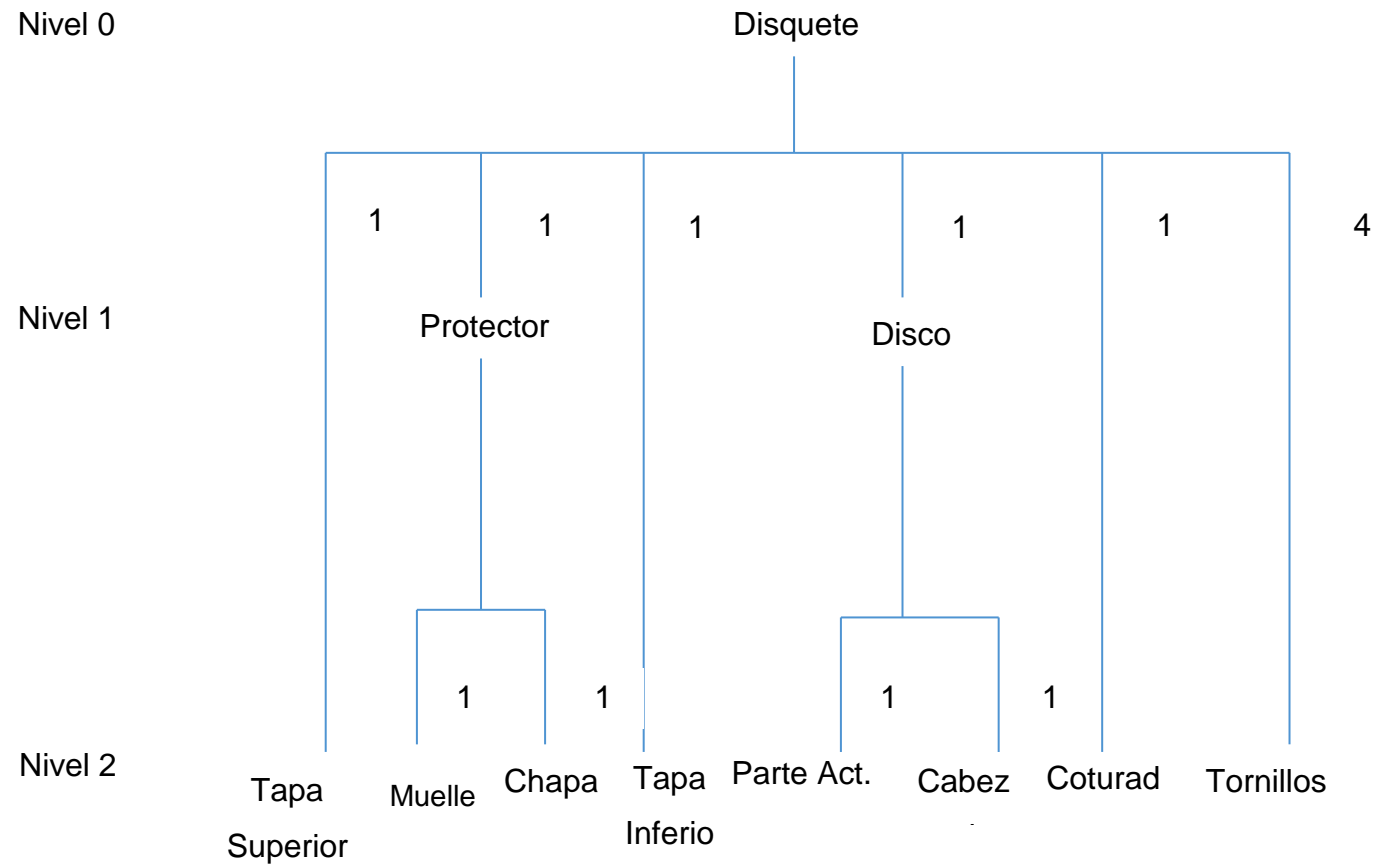 Nivel 0
Disquete
1
1
1
1
1
4
Nivel 1
Protector
Disco
1
1
1
1
Nivel 2
Tapa
Superior
Muelle
Chapa
Tapa
Inferio
Parte Act.
Cabez
Coturad
Tornillos